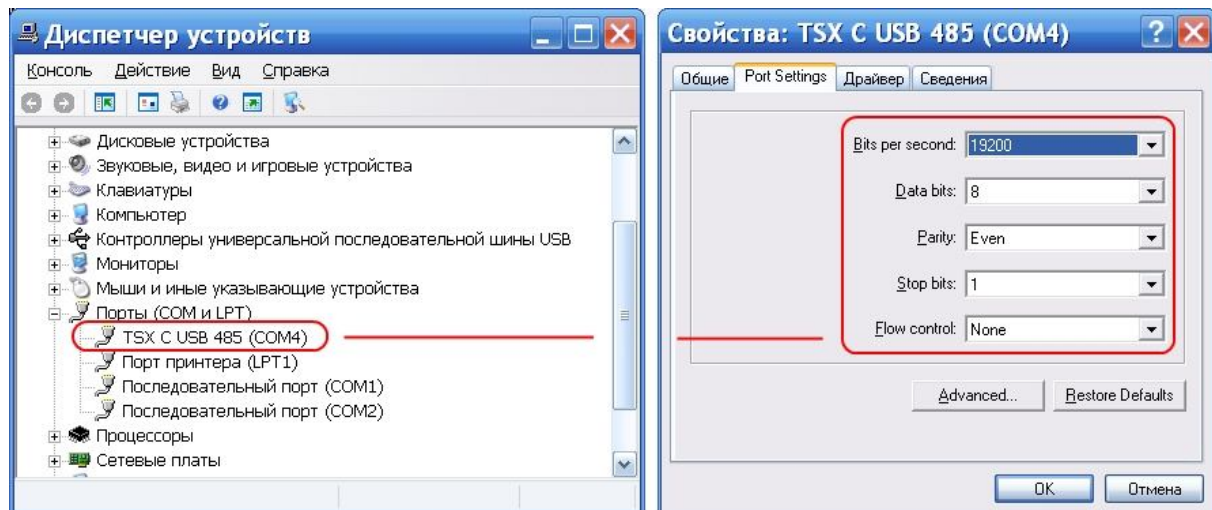 Диспетчер устройств
Консоль Действие Вид Справка
Дисковые устройства
Звуковые, видео и игровые устройства
Клавиатуры
Компьютер
Контроллеры универсальной последовательной шины USB
Мониторы
Мыши и иные указывающие устройства
Порты (COM и LPT)
TSX C USB 485 (COM4)
Порт принтера (LPT1)
Последовательный порт (COM1)
Последовательный порт (COM2)
Процессоры
Сетевые платы
Свойства: TSX C USB 485 (COM4)
Общие Port Settings Драйвер Сведения
Bits per second: 19200
Data bits: 8
Parity: Even
Stop bits: 1
Flow control: None
Advanced... Restore Defaults
OK Отмена